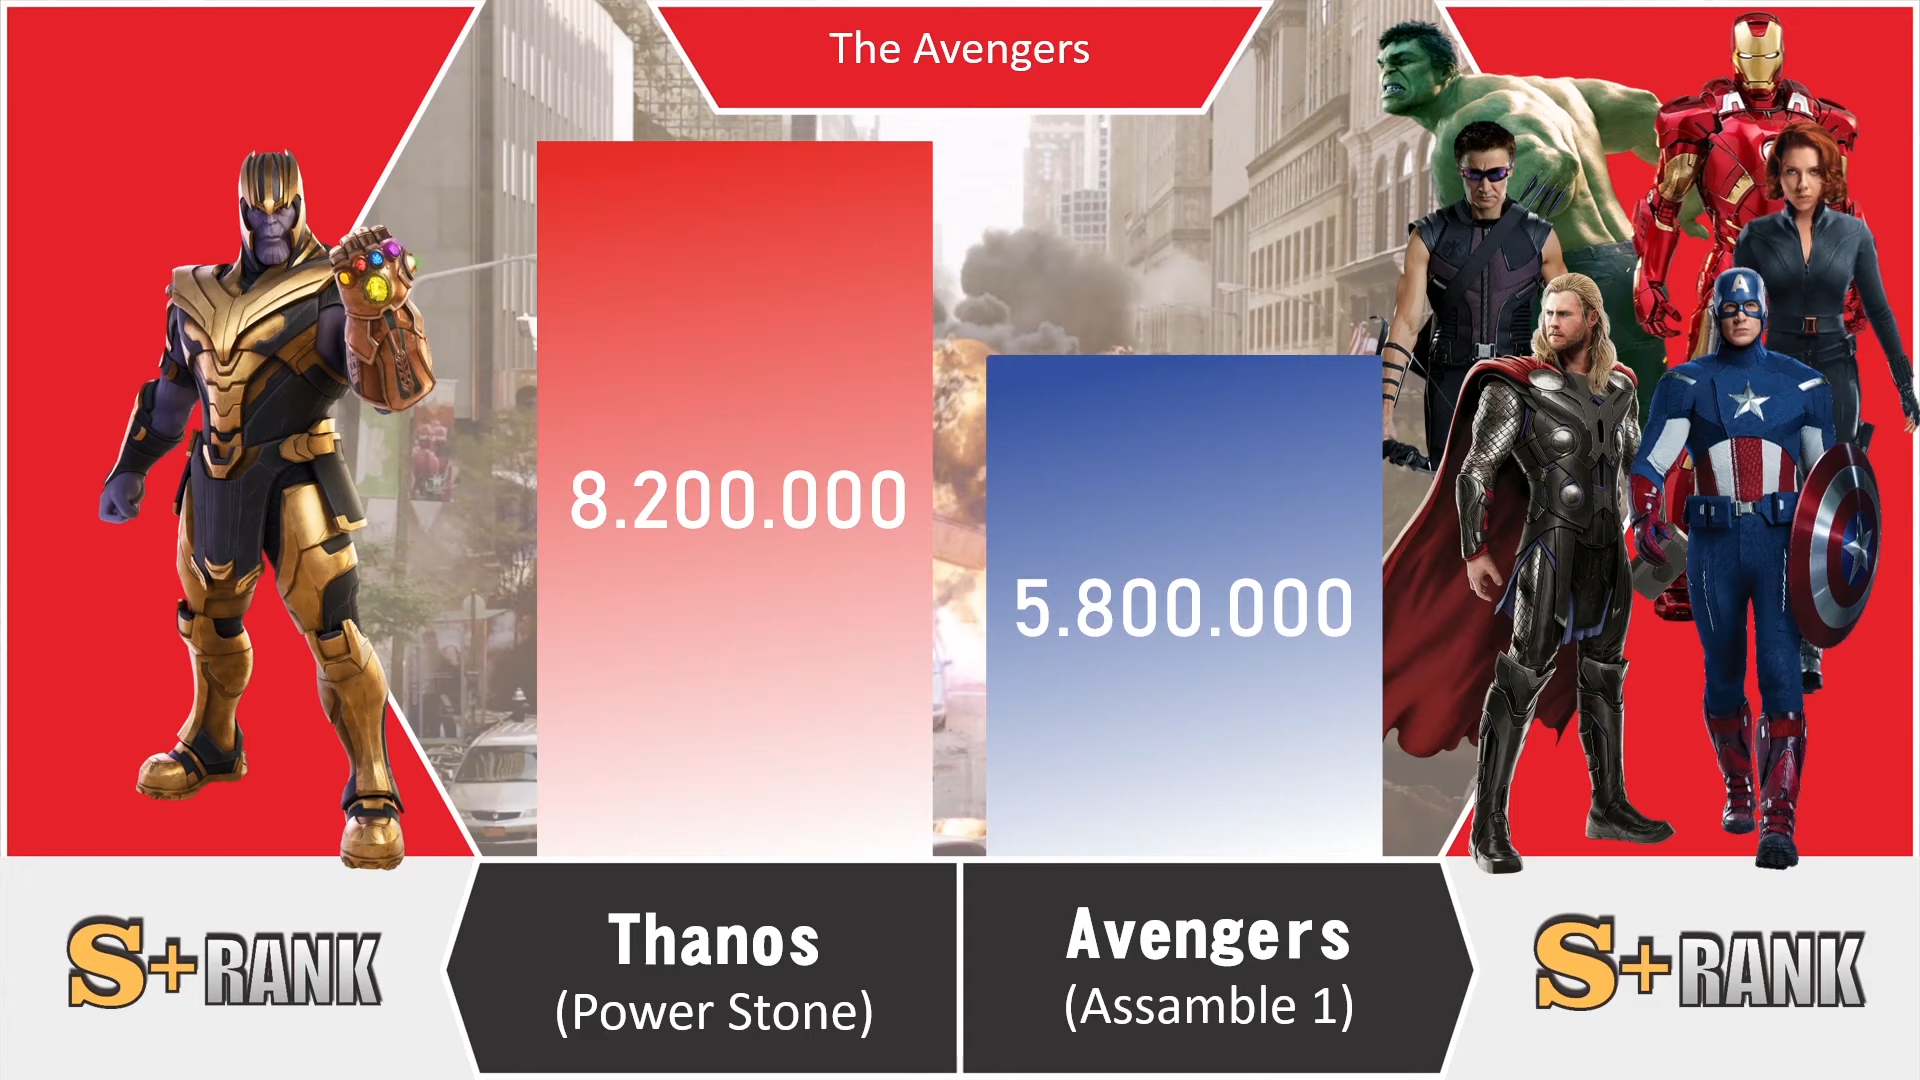 The Avengers
8.200.000
5.800.000
A
S+RANK
Thanos
(Power Stone)
Avengers
(Assamble 1)
S+RANK